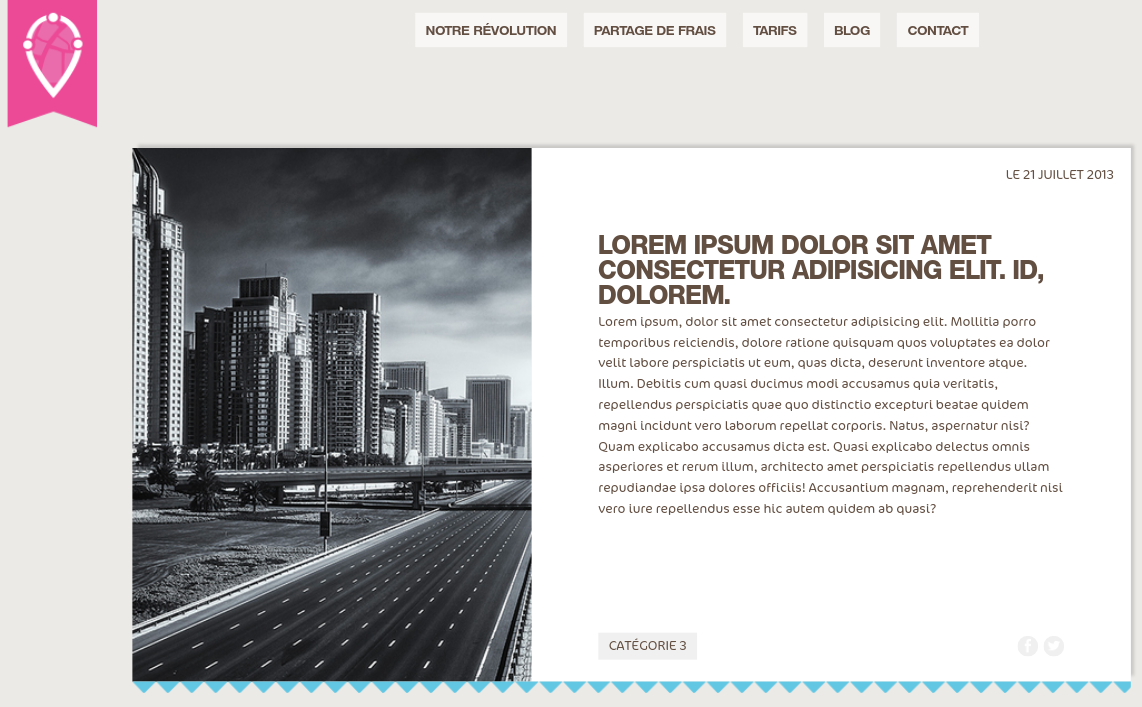 NOTRE RÉVOLUTION PARTAGE DE FRAIS TARIFS BLOG CONTACT
LE 21 JUILLET 2013
LOREM IPSUM DOLOR SIT AMET
CONSECTETUR ADIPISICING ELIT. ID,
DOLOREM.
Lorem ipsum, dolor sit amet consectetur adipisicing elit. Mollitia porro
temporibus reiciendis, dolore ratione quisquam quos voluptates ea dolor
velit labore perspiciatis ut eum, quas dicta, deserunt inventore atque.
Illum. Debitis cum quasi ducimus modi accusamus quia veritatis,
repellendus perspiciatis quae quo distinctio excepturi beatae quidem
magni incidunt vero laborum repellat corporis. Natus, aspernatur nisi?
Quam explicabo accusamus dicta est. Quasi explicabo delectus omnis
asperiores et rerum illum, architecto amet perspiciatis repellendus ullam
repudiandae ipsa dolores officiis! Accusantium magnam, reprehenderit nisi
vero iure repellendus esse hic autem quidem ab quasi?
CATÉGORIE 3